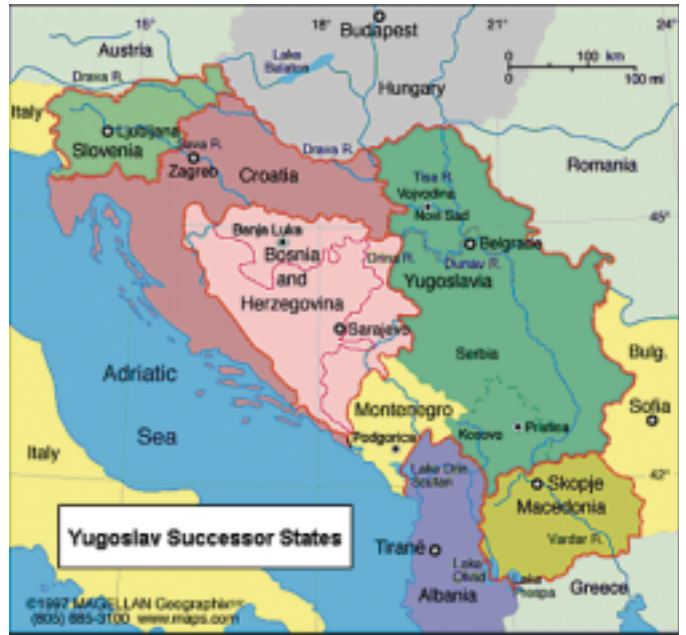 18°
18°
21°
24°
Budapest
Austria
Lake
Balaton
100 km
0
0
100 mi
Drava R.
Hungary
Italy
Ljubljana
Slovenia
Sava R.
Drava R.
Zagreb
Croatia
Romania
Tisa R.
Vojvodina
Novi Sad
45°
Banja Luka
Belgrade
Bosnia
and
Herzegovina
Drina R.
Dunav R.
Yugoslavia
Sarajevo
Serbia
Bulg.
Adriatic
Sea
Montenegro
Sofia
Podgorica
Kosovo
Pristina
Italy
Lake
Scutari
Drin
42°
Skopje
Macedonia
Yugoslav Successor States
Vardar R.
Tiranë
Lake
Ohrid
Lake
Prespa
Albania
Greece
©1997 MAGELLAN Geographix℠
(805) 685-3100 www.maps.com